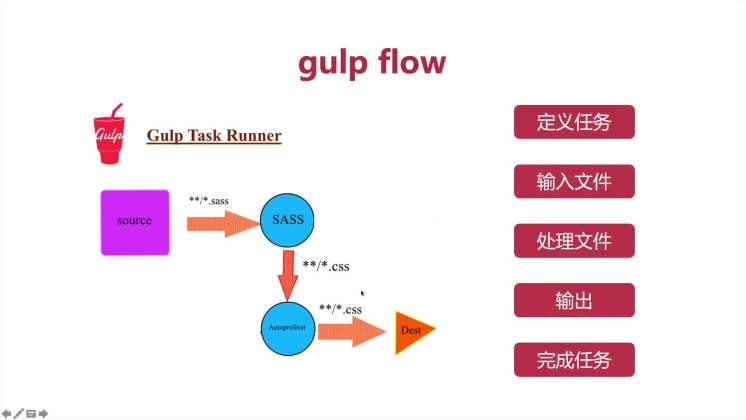 gulp flow
Gulp
Gulp Task Runner
source
**/*.sass
SASS
**/*.css
Autoprefixer
**/*.css
Dest
定义任务
输入文件
处理文件
输出
完成任务